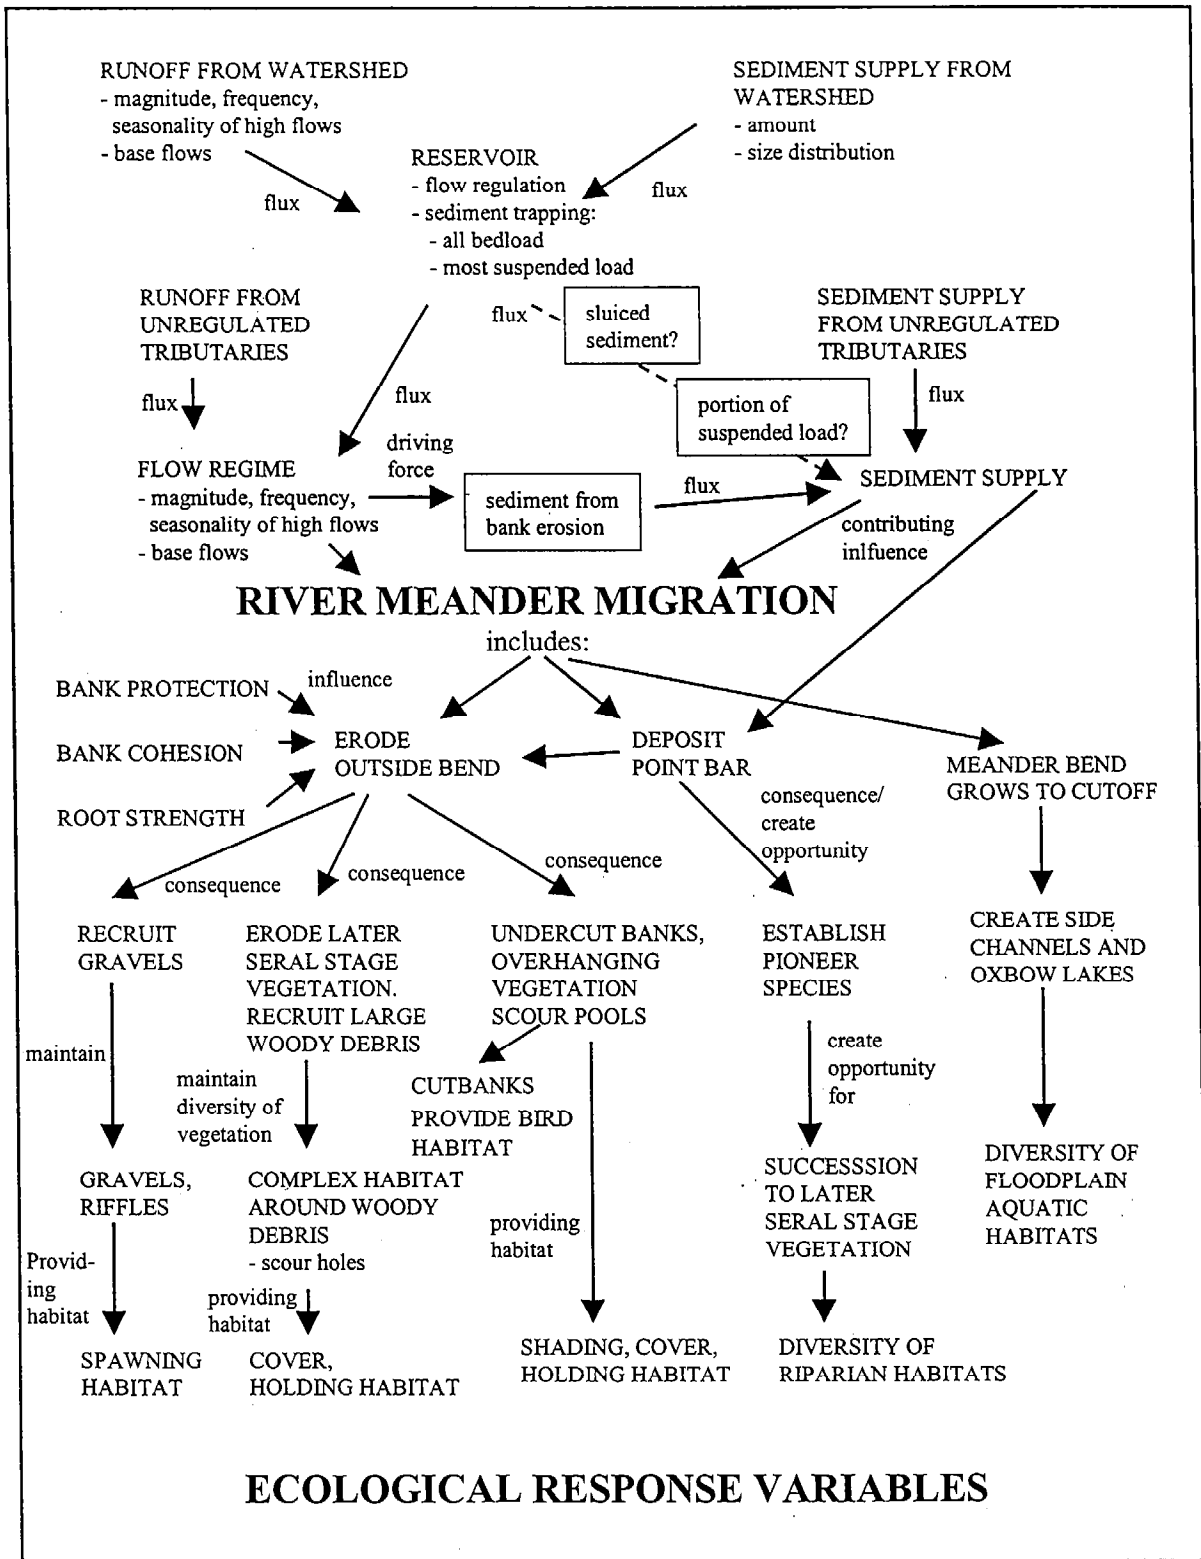 RUNOFF FROM WATERSHED
- magnitude, frequency,
seasonality of high flows
- base flows
flux
SEDIMENT SUPPLY FROM
WATERSHED
- amount
- size distribution
flux
RESERVOIR
- flow regulation
- sediment trapping:
- all bedload
- most suspended load
RUNOFF FROM
UNREGULATED
TRIBUTARIES
flux
flux
flux
sluiced
sediment?
portion of
suspended load?
SEDIMENT SUPPLY
FROM UNREGULATED
TRIBUTARIES
flux
FLOW REGIME
- magnitude, frequency,
seasonality of high flows
- base flows
driving
force
sediment from
bank erosion
flux
SEDIMENT SUPPLY
contributing
inlfuence
RIVER MEANDER MIGRATION
includes:
BANK PROTECTION
influence
BANK COHESION
ROOT STRENGTH
ERODE
OUTSIDE BEND
DEPOSIT
POINT BAR
MEANDER BEND
GROWS TO CUTOFF
consequence
consequence
consequence
consequence/
create
opportunity
RECRUIT
GRAVELS
ERODE LATER
SERAL STAGE
VEGETATION.
RECRUIT LARGE
WOODY DEBRIS
UNDERCUT BANKS,
OVERHANGING
VEGETATION
SCOUR POOLS
ESTABLISH
PIONEER
SPECIES
CREATE SIDE
CHANNELS AND
OXBOW LAKES
maintain
maintain
diversity of
vegetation
CUTBANKS
PROVIDE BIRD
HABITAT
create
opportunity
for
GRAVELS,
RIFFLES
COMPLEX HABITAT
AROUND WOODY
DEBRIS
- scour holes
providing
habitat
SUCCESSSION
TO LATER
SERAL STAGE
VEGETATION
DIVERSITY OF
FLOODPLAIN
AQUATIC
HABITATS
Provid-
ing
habitat
providing
habitat
SPAWNING
HABITAT
COVER,
HOLDING HABITAT
SHADING, COVER,
HOLDING HABITAT
DIVERSITY OF
RIPARIAN HABITATS
ECOLOGICAL RESPONSE VARIABLES